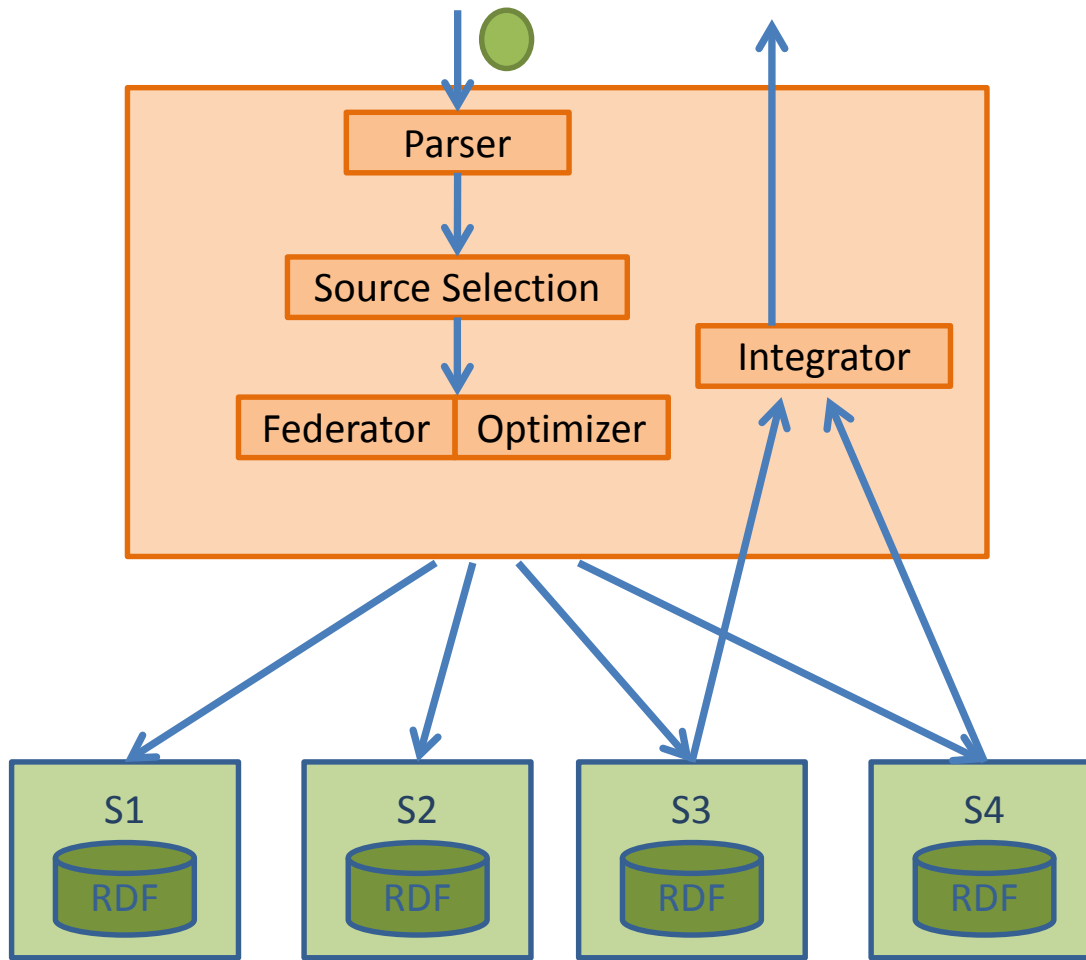 Parser
Source Selection
Integrator
Federator
Optimizer
S1
S2
S3
S4
RDF
RDF
RDF
RDF